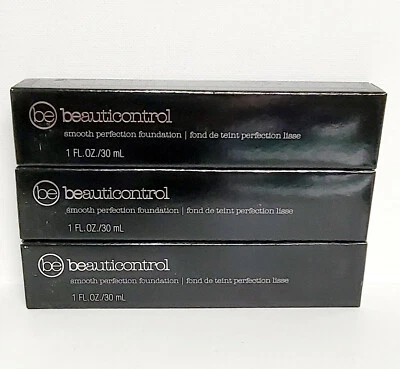 be beauticontrol
smooth perfection foundation | fond de teint perfection lisse
1 FL.OZ./30 mL
be beauticontrol
smooth perfection foundation | fond de teint perfection lisse
1 FL.OZ./30 mL
be beauticontrol
smooth perfection foundation | fond de teint perfection lisse
1 FL.OZ./30 mL